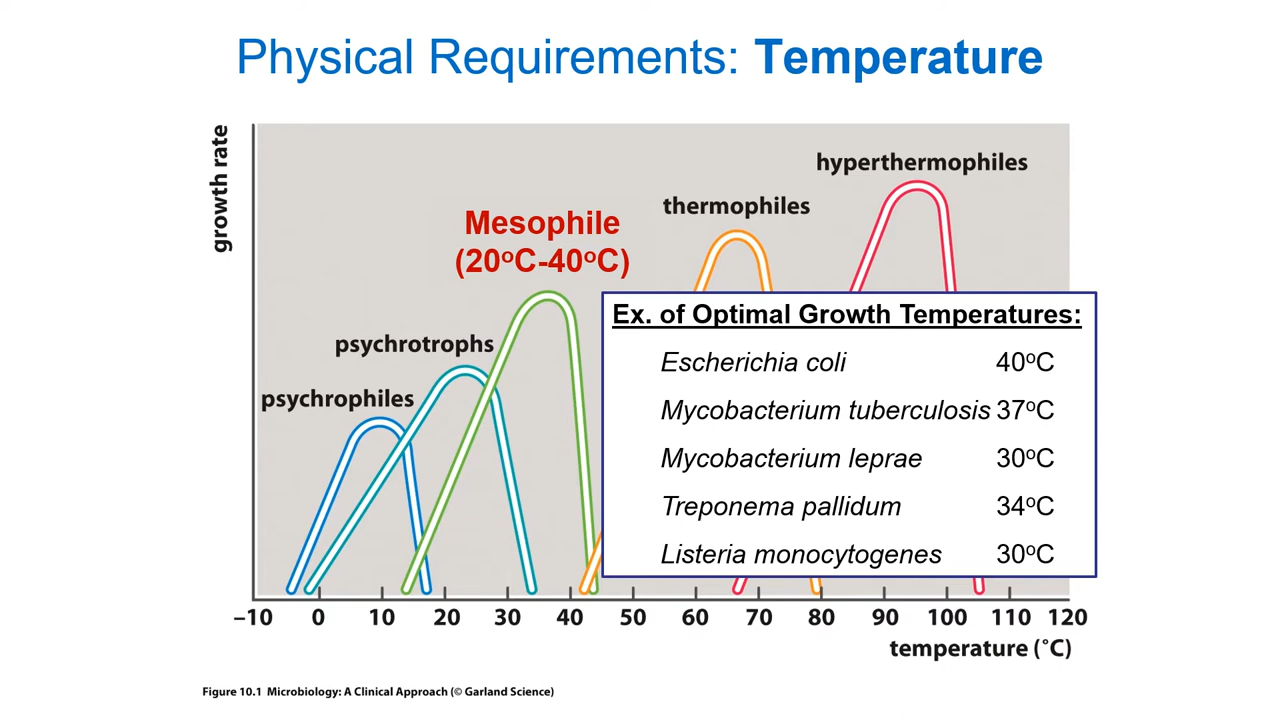 Physical Requirements: Temperature
growth rate
hyperthermophiles
thermophiles
Mesophile
(20ºC-40ºC)
psychrotrophs
psychrophiles
Ex. of Optimal Growth Temperatures:
Escherichia coli 40ºC
Mycobacterium tuberculosis 37ºC
Mycobacterium leprae 30ºC
Treponema pallidum 34ºC
Listeria monocytogenes 30ºC
–10 0 10 20 30 40 50 60 70 80 90 100 110 120
temperature (˚C)
Figure 10.1 Microbiology: A Clinical Approach (© Garland Science)